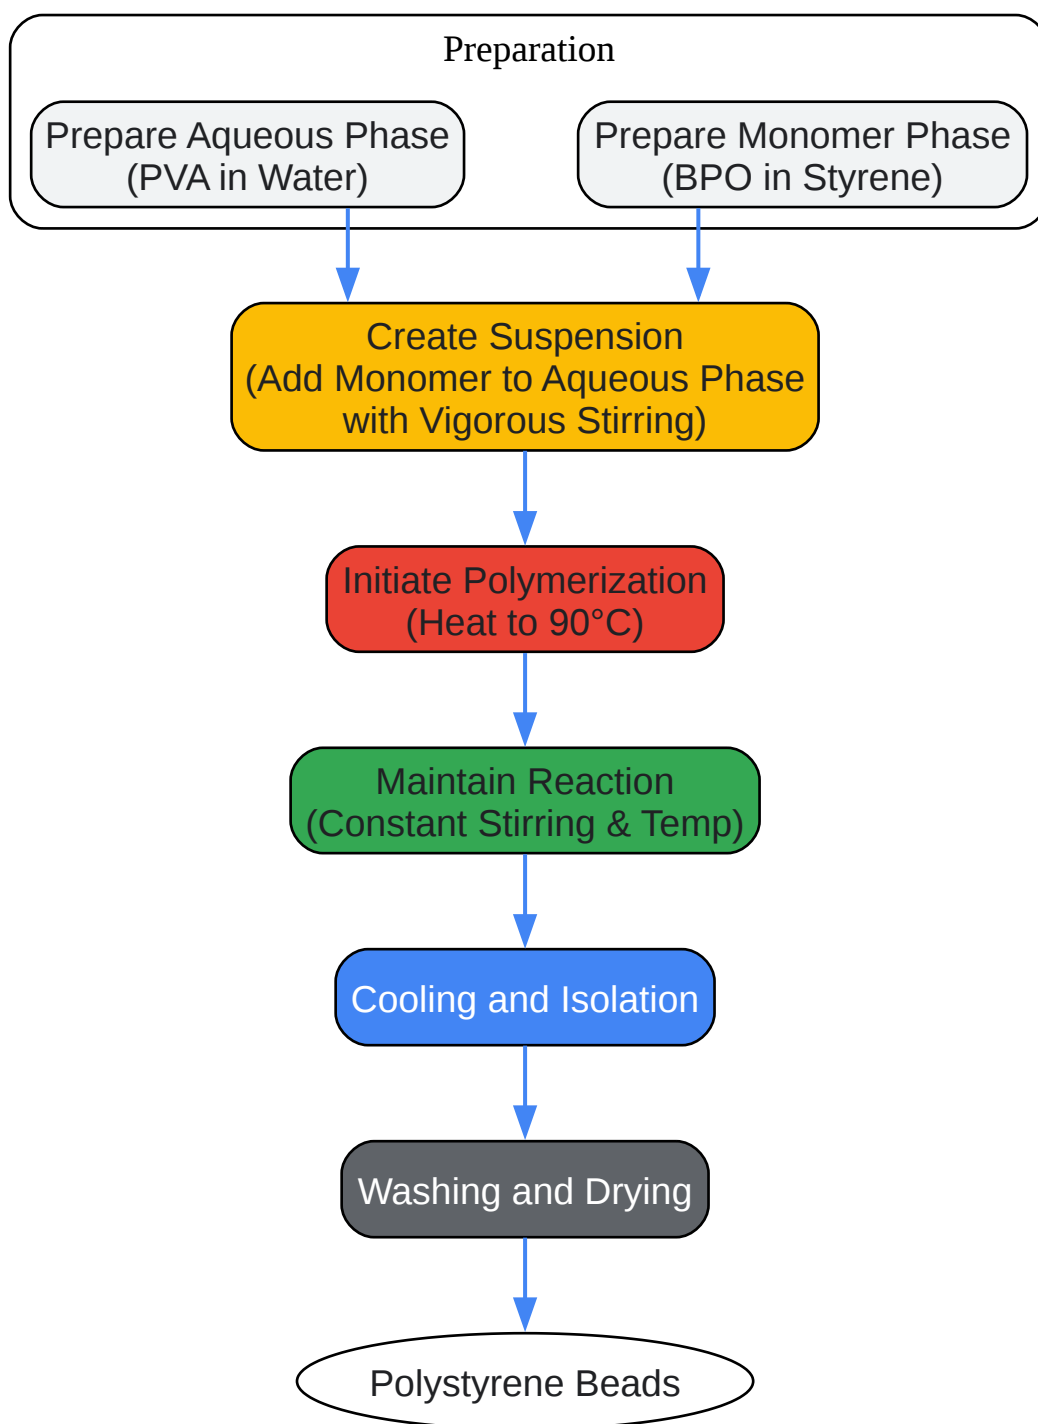 Preparation
Prepare Aqueous Phase
(PVA in Water)
Prepare Monomer Phase
(BPO in Styrene)
Create Suspension
(Add Monomer to Aqueous Phase
with Vigorous Stirring)
Initiate Polymerization
(Heat to 90°C)
Maintain Reaction
(Constant Stirring & Temp)
Cooling and Isolation
Washing and Drying
Polystyrene Beads